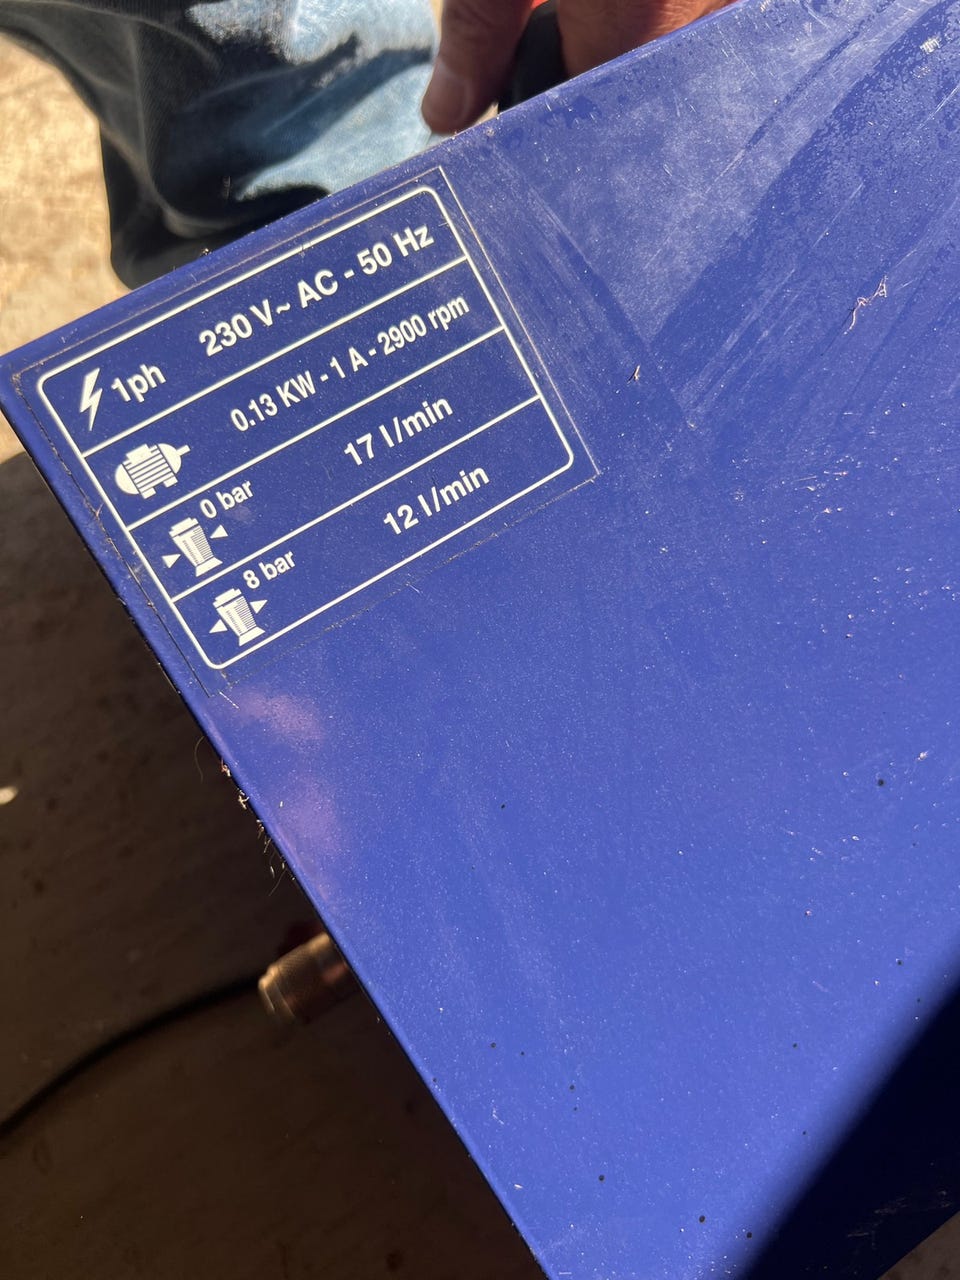 1ph 230 V~ AC - 50 Hz
0.13 KW - 1 A - 2900 rpm
0 bar 17 l/min
8 bar 12 l/min